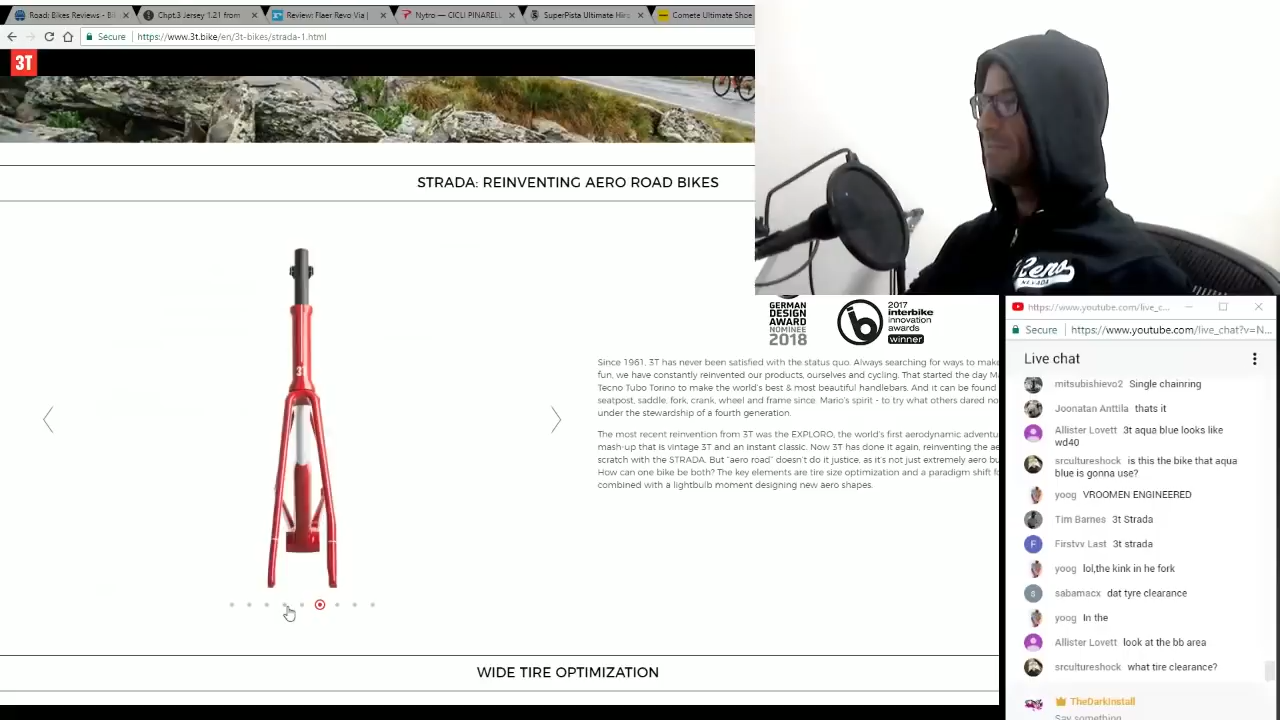 Road: Bikes Reviews - Bi
Chpt.3 Jersey 1.21 from
Review: Flaer Revo Via |
Nytro — CICLI PINARELL
SuperPista Ultimate Hiro
Comete Ultimate Shoe
Secure
https://www.3t.bike/en/3t-bikes/strada-1.html
3T
STRADA: REINVENTING AERO ROAD BIKES
3T
GERMAN
DESIGN
AWARD
NOMINEE
2018
2017
interbike
innovation
awards
winner
Since 1961, 3T has never been satisfied with the status quo. Always searching for ways to make
fun, we have constantly reinvented our products, ourselves and cycling. That started the day Ma
Tecno Tubo Torino to make the world's best & most beautiful handlebars. And it can be found
seatpost, saddle, fork, crank, wheel and frame since. Mario's spirit - to try what others dared no
under the stewardship of a fourth generation.
The most recent reinvention from 3T was the EXPLORO, the world's first aerodynamic adventu
mash-up that is vintage 3T and an instant classic. Now 3T has done it again, reinventing the ae
scratch with the STRADA. But "aero road" doesn't do it justice, as it's not just extremely aero bu
How can one bike be both? The key elements are tire size optimization and a paradigm shift fo
combined with a lightbulb moment designing new aero shapes.
WIDE TIRE OPTIMIZATION
Reno
NEVADA
https://www.youtube.com/live_c...
Secure
https://www.youtube.com/live_chat?v=N...
Live chat
mitsubishievo2 Single chainring
Joonatan Anttila thats it
Allister Lovett 3t aqua blue looks like
wd40
srcultureshock is this the bike that aqua
blue is gonna use?
yoog VROOMEN ENGINEERED
Tim Barnes 3t Strada
Firstvv Last 3t strada
yoog lol,the kink in he fork
sabamacx dat tyre clearance
yoog In the
Allister Lovett look at the bb area
srcultureshock what tire clearance?
TheDarkInstall
Say something...